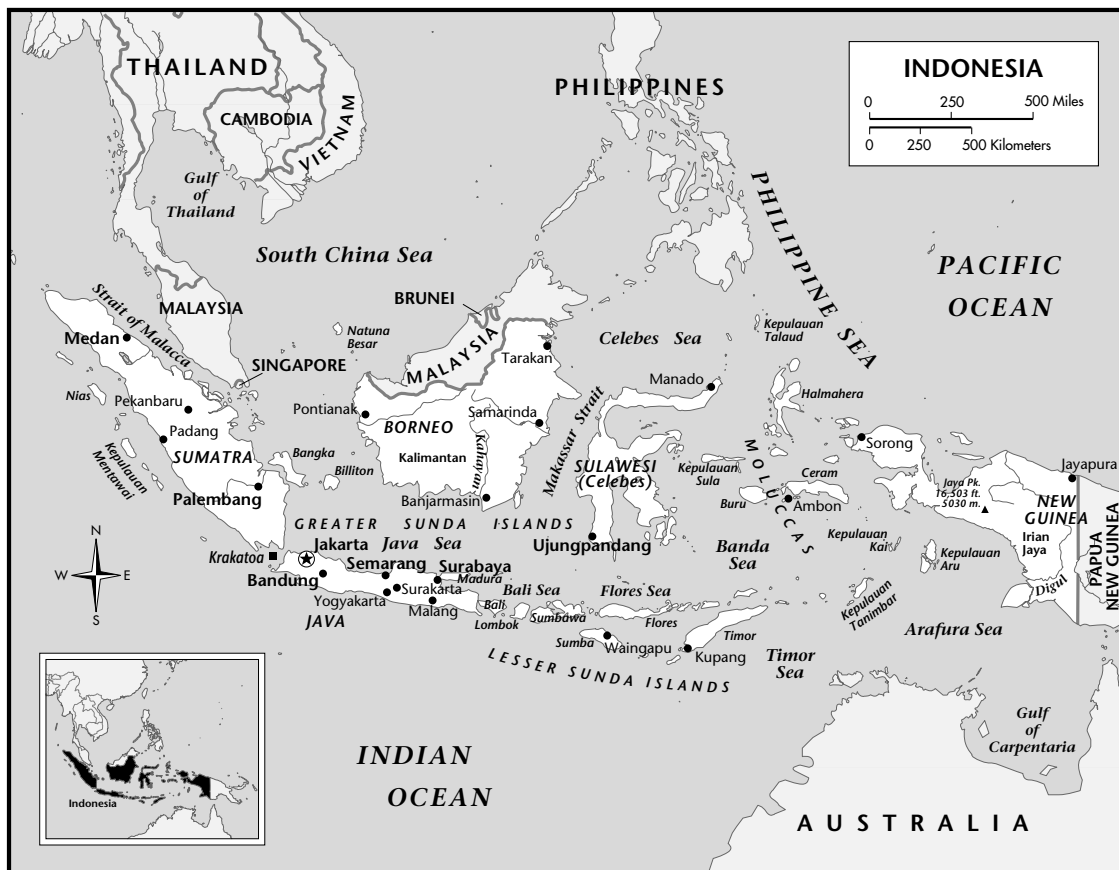 INDONESIA
0 250 500 Miles
0 250 500 Kilometers
THAILAND
CAMBODIA
VIETNAM
PHILIPPINES
Gulf
of
Thailand
South China Sea
PHILIPPINE SEA
PACIFIC
OCEAN
MALAYSIA
Strait of Malacca
SINGAPORE
BRUNEI
MALAYSIA
Natuna
Besar
Celebes Sea
Kepulauan
Talaud
Medan
Nias
Pekanbaru
Padang
Kepulauan
Mentawai
SUMATRA
Palembang
Bangka
Billiton
Tarakan
Pontianak
BORNEO
Samarinda
Kalimantan
Kahayan
Banjarmasin
Makassar Strait
Manado
SULAWESI
(Celebes)
Ujungpandang
Halmahera
MOLUCCAS
Kepulauan
Sula
Buru
Ceram
Ambon
Sorong
Jayapura
Jaya Pk.
16,503 ft.
5030 m.
NEW
GUINEA
Irian
Jaya
PAPUA
NEW GUINEA
Digul
Kepulauan
Kai
Kepulauan
Aru
Kepulauan
Tanimbar
GREATER SUNDA ISLANDS
Krakatoa
Jakarta
Java Sea
Bandung
Semarang
Surabaya
Madura
Yogyakarta
Surakarta
Malang
JAVA
Bali Sea
Bali
Lombok
Sumbawa
Flores Sea
Flores
Sumba
Waingapu
Timor
Kupang
LESSER SUNDA ISLANDS
Banda
Sea
Timor
Sea
Arafura Sea
Gulf
of
Carpentaria
INDIAN
OCEAN
AUSTRALIA
N
W E
S
Indonesia